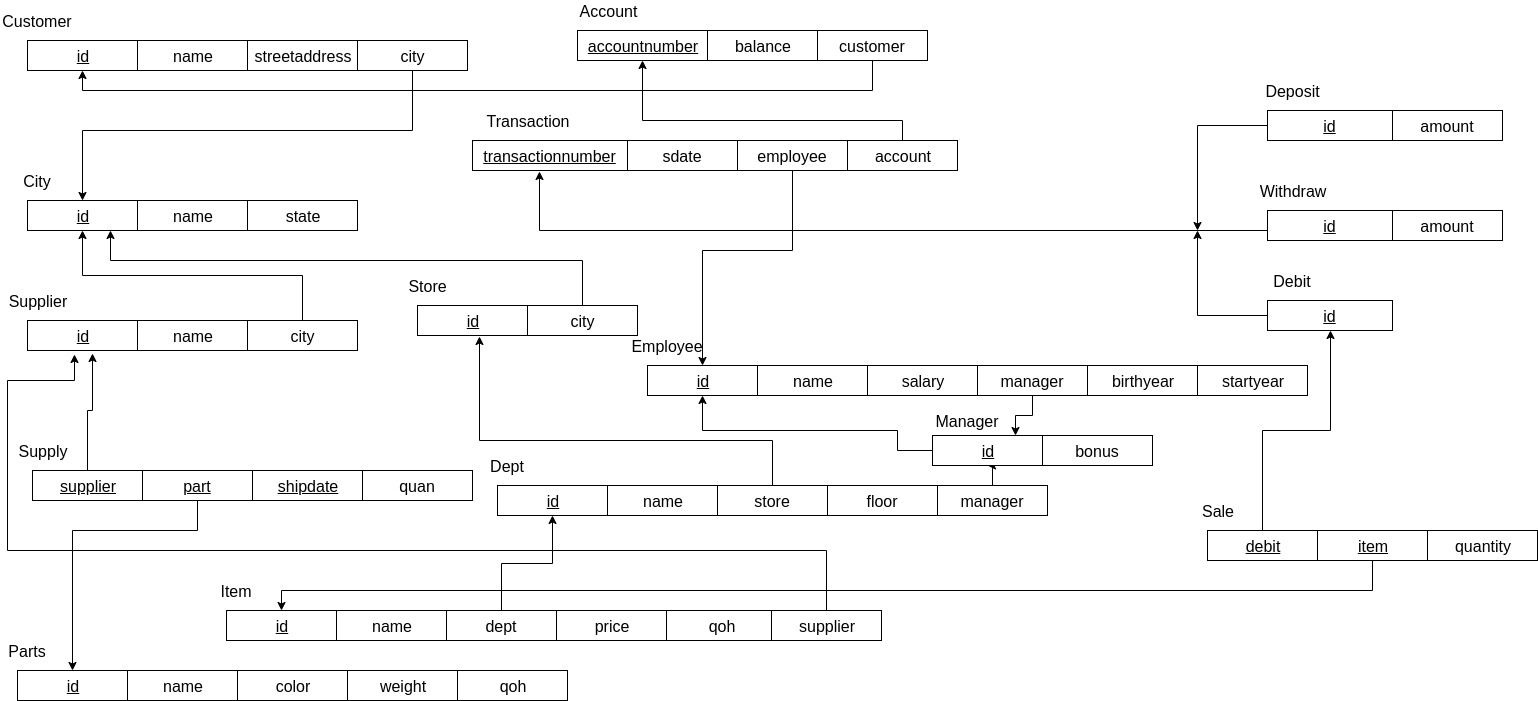 Customer
id name streetaddress city
Account
accountnumber balance customer
Deposit
id amount
Transaction
transactionnumber sdate employee account
City
id name state
Withdraw
id amount
Store
id city
Debit
id
Supplier
id name city
Employee
id name salary manager birthyear startyear
Manager
id bonus
Supply
supplier part shipdate quan
Dept
id name store floor manager
Sale
debit item quantity
Item
id name dept price qoh supplier
Parts
id name color weight qoh